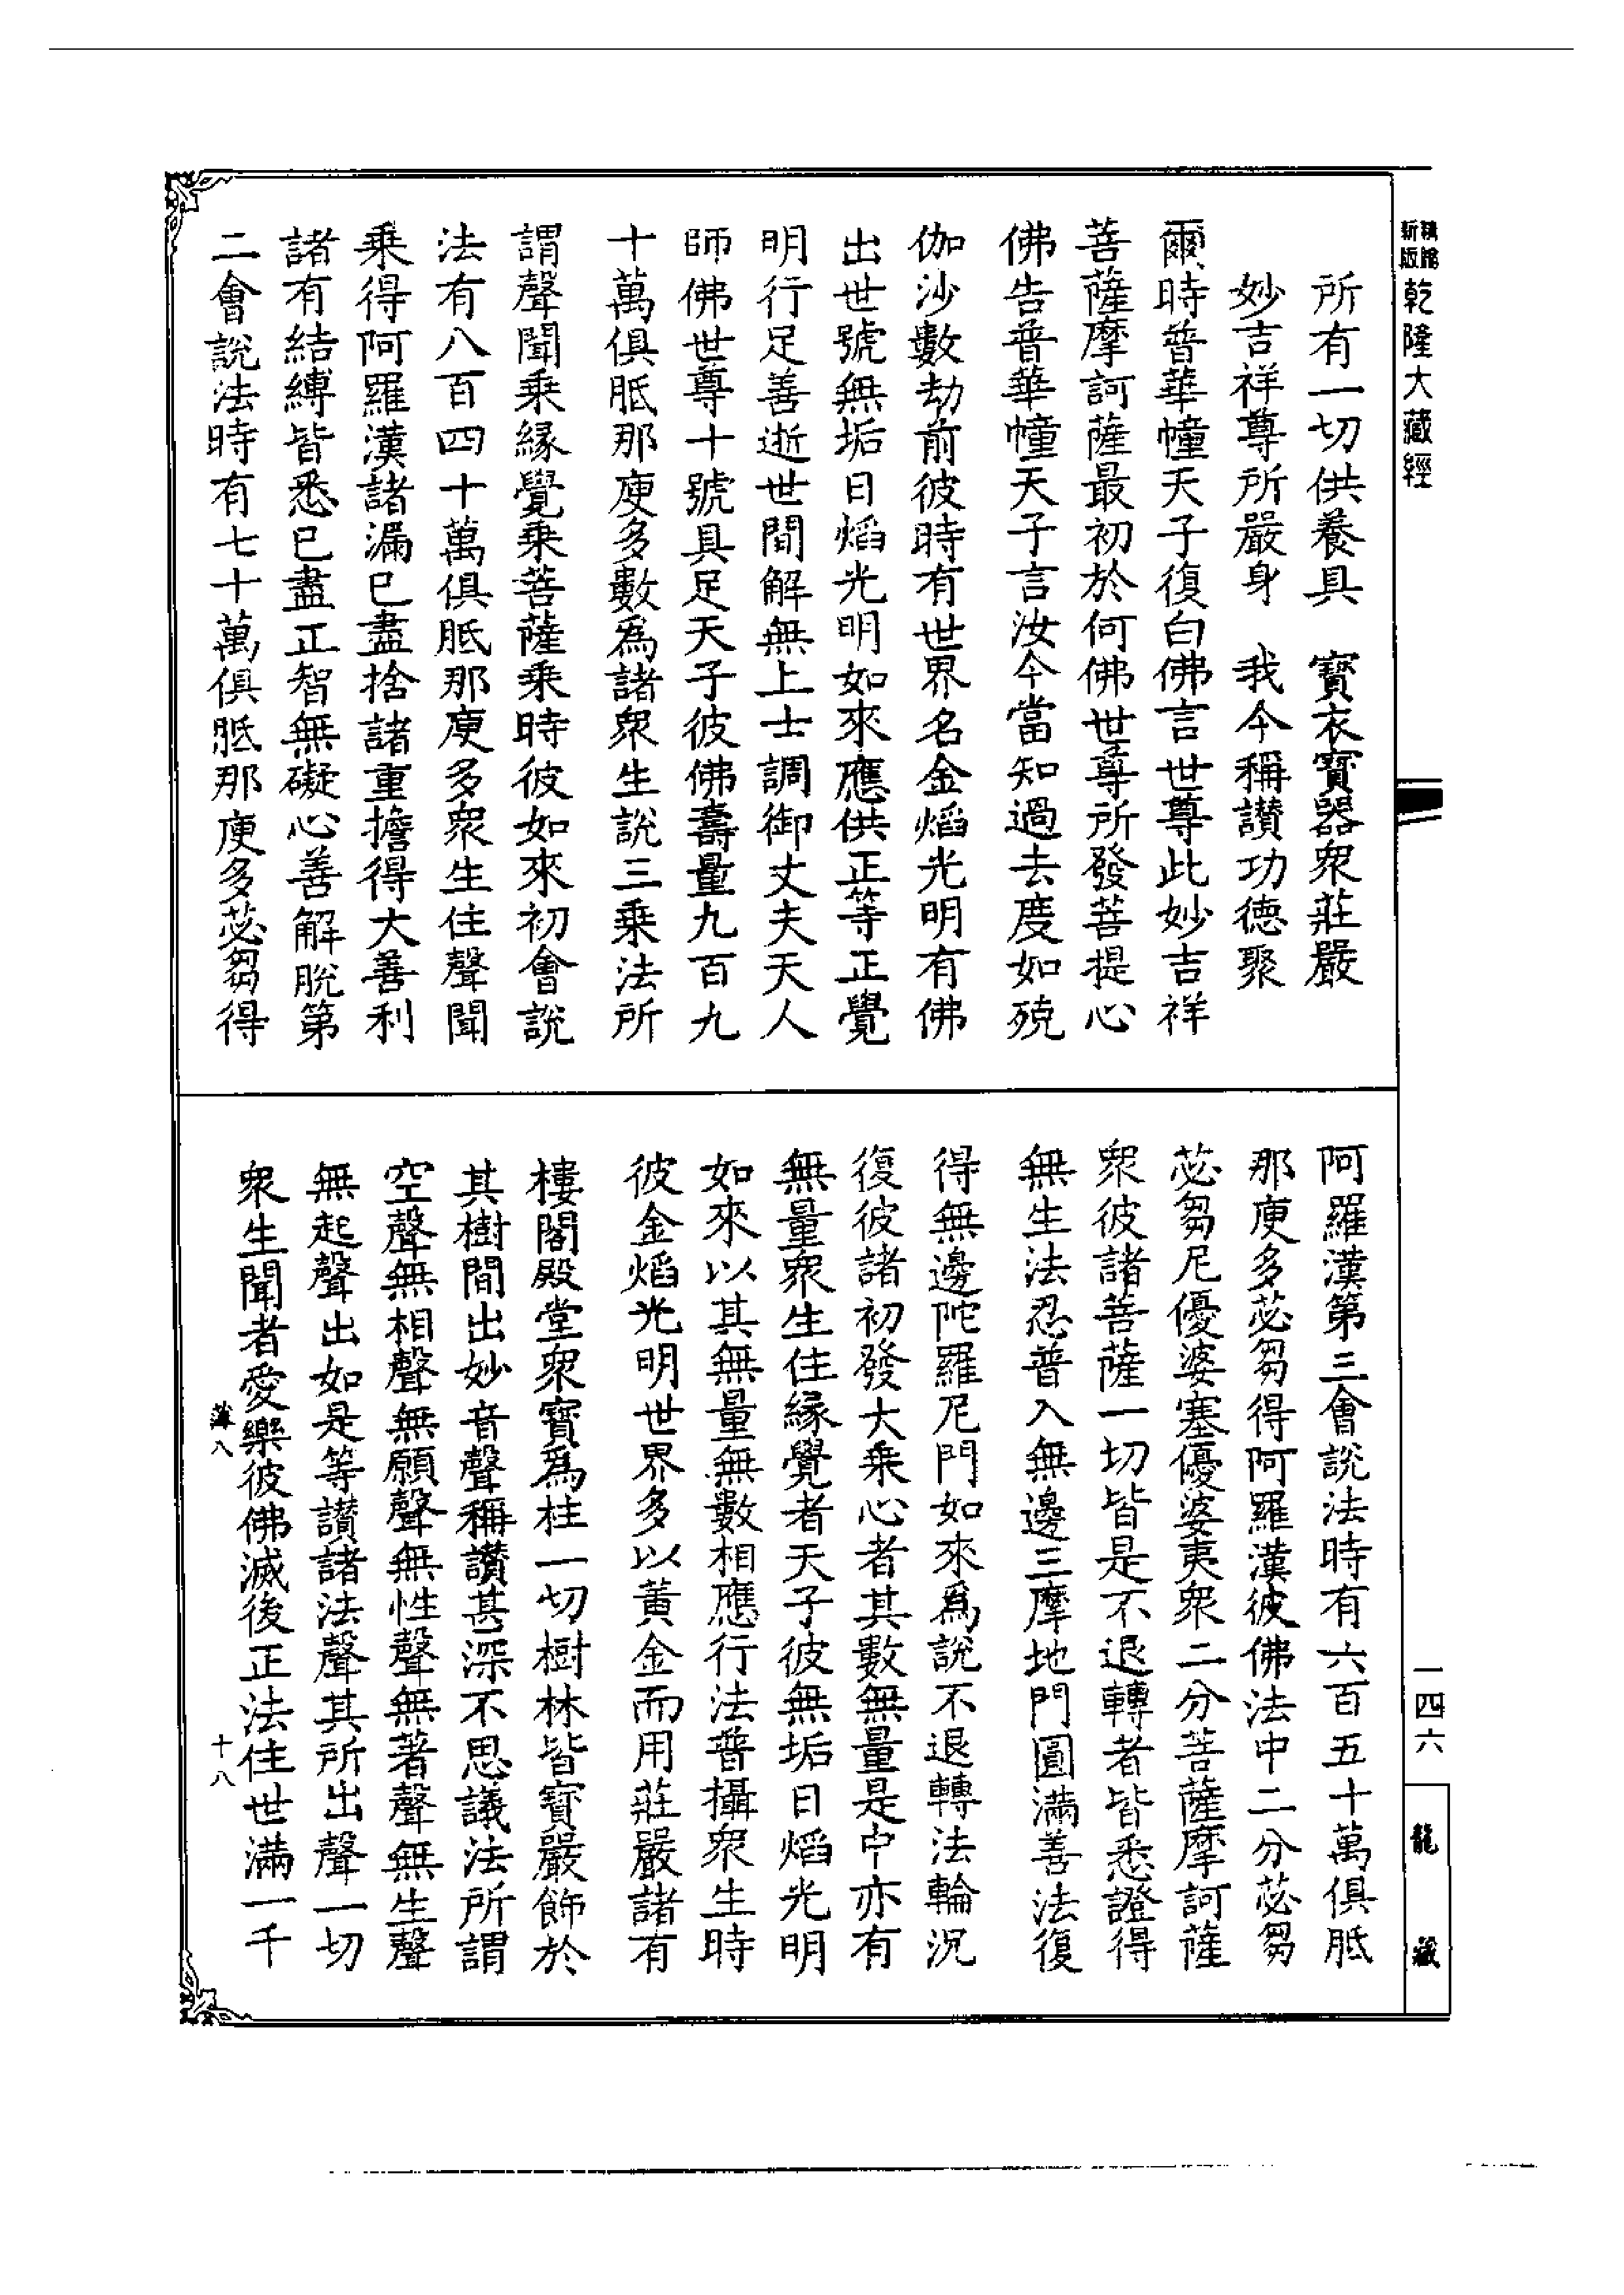 精縮
新版
乾隆大藏經
一四六
龍藏
所有一切供養具　寶衣寶器衆莊嚴
妙吉祥尊所嚴身　我今稱讃功德聚
爾時普華幢天子復白佛言世尊此妙吉祥
菩薩摩訶薩最初於何佛世尊所發菩提心
佛告普華幢天子言汝今當知過去度如殑
伽沙數劫前彼時有世界名金焰光明有佛
出世號無垢日焰光明如來應供正等正覺
明行足善逝世間解無上士調御丈夫天人
師佛世尊十號具足天子彼佛壽量九百九
十萬俱胝那庾多數爲諸衆生說三乗法所
謂聲聞乘緣覺乗菩薩乗時彼如來初會說
法有八百四十萬俱胝那庾多衆生住聲聞
乗得阿羅漢諸漏已盡捨諸重擔得大善利
諸有結縛皆悉已盡正智無礙心善解脫第
二會說法時有七十萬俱胝那庾多苾芻得
阿羅漢第三會說法時有六百五十萬俱胝
那庾多苾芻得阿羅漢彼佛法中二分苾芻
苾芻尼優婆塞優婆夷衆二分菩薩摩訶薩
衆彼諸菩薩一切皆是不退轉者皆悉證得
無生法忍普入無邊三摩地門圓滿善法復
得無邊陀羅尼門如來爲說不退轉法輪況
復彼諸初發大乗心者其數無量是中亦有
無量衆生住緣覺者天子彼無垢日焰光明
如來以其無量無數相應行法普攝衆生時
彼金焰光明世界多以黃金而用莊嚴諸有
樓閣殿堂衆寶爲柱一切樹林皆寶嚴飾於
其樹間出妙音聲稱讃甚深不思議法所謂
空聲無相聲無願聲無性聲無著聲無生聲
無起聲出如是等讃諸法聲其所出聲一切
衆生聞者愛樂彼佛滅後正法住世滿一千
薄八
十八